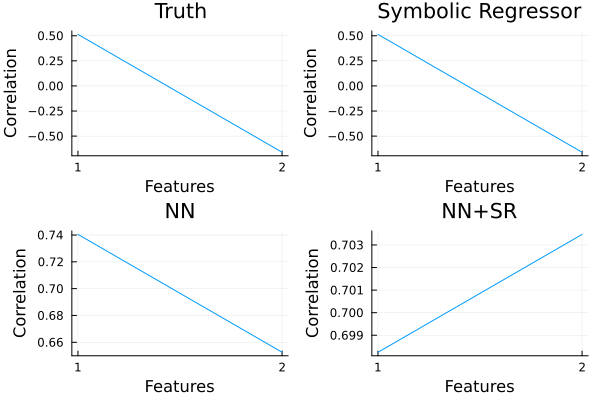 Truth
Symbolic Regressor
0.50
0.25
0.00
−0.25
−0.50
Correlation
1
2
Features
0.50
0.25
0.00
−0.25
−0.50
Correlation
1
2
Features
NN
NN+SR
0.74
0.72
0.70
0.68
0.66
Correlation
1
2
Features
0.703
0.702
0.701
0.700
0.699
Correlation
1
2
Features